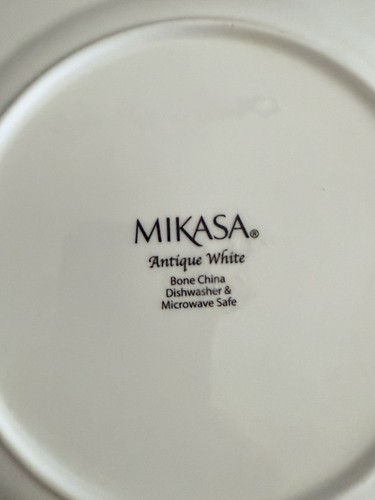 MIKASA®
Antique White
Bone China
Dishwasher &
Microwave Safe